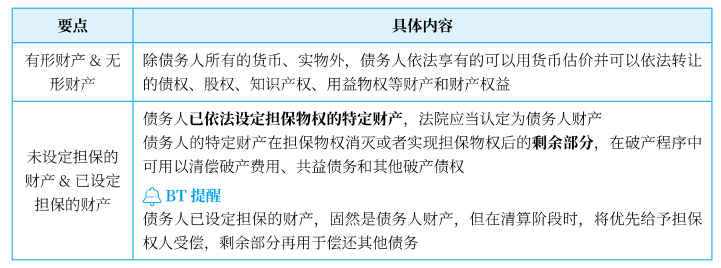 要点
具体内容
有形财产 & 无
形财产
除债务人所有的货币、实物外，债务人依法享有的可以用货币估价并可以依法转让
的债权、股权、知识产权、用益物权等财产和财产权益
未设定担保的
财产 & 已设定
担保的财产
债务人已依法设定担保物权的特定财产，法院应当认定为债务人财产
债务人的特定财产在担保物权消灭或者实现担保物权后的剩余部分，在破产程序中
可用以清偿破产费用、共益债务和其他破产债权
BT 提醒
债务人已设定担保的财产，固然是债务人财产，但在清算阶段时，将优先给予担保
权人受偿，剩余部分再用于偿还其他债务